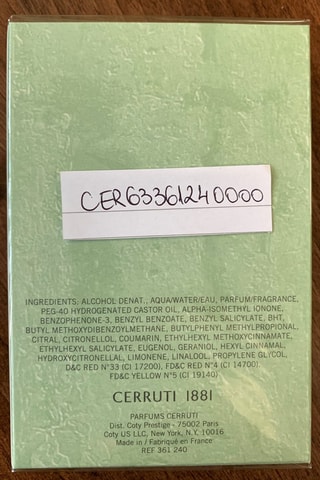 CER63361240000
INGREDIENTS: ALCOHOL DENAT., AQUA/WATER/EAU, PARFUM/FRAGRANCE,
PEG-40 HYDROGENATED CASTOR OIL, ALPHA-ISOMETHYL IONONE,
BENZOPHENONE-3, BENZYL BENZOATE, BENZYL SALICYLATE, BHT,
BUTYL METHOXYDIBENZOYLMETHANE, BUTYLPHENYL METHYLPROPIONAL,
CITRAL, CITRONELLOL, COUMARIN, ETHYLHEXYL METHOXYCINNAMATE,
ETHYLHEXYL SALICYLATE, EUGENOL, GERANIOL, HEXYL CINNAMAL,
HYDROXYCITRONELLAL, LIMONENE, LINALOOL, PROPYLENE GLYCOL,
D&C RED N°33 (CI 17200), FD&C RED N°4 (CI 14700),
FD&C YELLOW N°5 (CI 19140).
CERRUTI 1881
PARFUMS CERRUTI
Dist. Coty Prestige - 75002 Paris
Coty US LLC, New York, N.Y, 10016
Made in / Fabriqué en France
REF 361 240